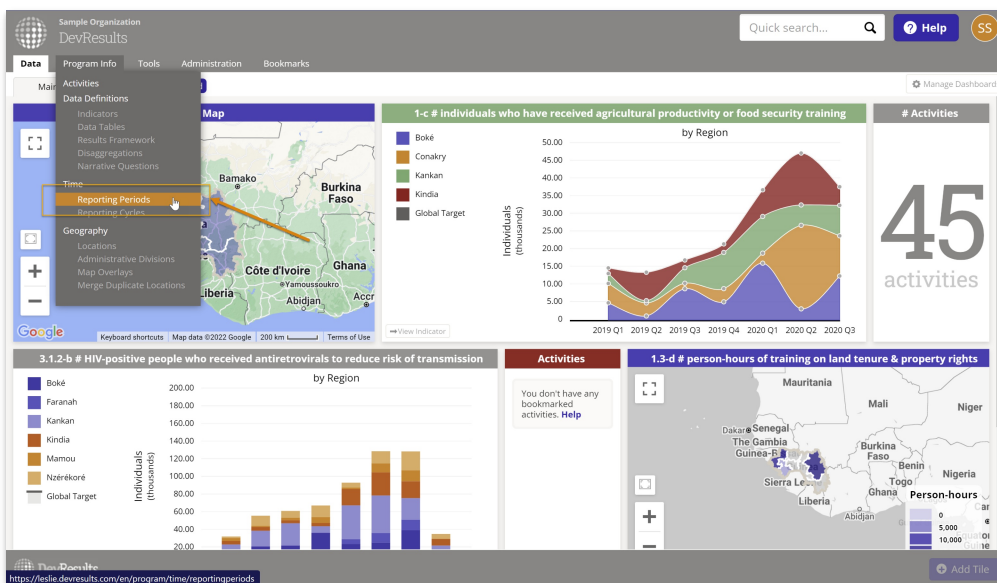 Sample Organization
DevResults
Quick search...
Help
SS
Data Program Info Tools Administration Bookmarks
Main
Manage Dashboard
Activities
Data Definitions
Indicators
Data Tables
Results Framework
Disaggregations
Narrative Questions
Time
Reporting Periods
Reporting Cycles
Geography
Locations
Administrative Divisions
Map Overlays
Merge Duplicate Locations
Map
Bamako
Burkina
Faso
Côte d'Ivoire
Ghana
Yamoussoukro
Liberia
Abidjan
Accr
Google
Keyboard shortcuts Map data ©2022 Google 200 km Terms of Use
1-c # individuals who have received agricultural productivity or food security training
by Region
Boké
Conakry
Kankan
Kindia
Global Target
Individuals
(thousands)
50.00
45.00
40.00
35.00
30.00
25.00
20.00
15.00
10.00
5.00
0
2019 Q1 2019 Q2 2019 Q3 2019 Q4 2020 Q1 2020 Q2 2020 Q3
View Indicator
# Activities
45
activities
3.1.2-b # HIV-positive people who received antiretrovirals to reduce risk of transmission
by Region
Boké
Faranah
Kankan
Kindia
Mamou
Nzérékoré
Global Target
Individuals
(thousands)
200.00
180.00
160.00
140.00
120.00
100.00
80.00
60.00
40.00
20.00
Activities
You don't have any
bookmarked
activities. Help
1.3-d # person-hours of training on land tenure & property rights
Mauritania
Mali
Niger
Dakar
Senegal
The Gambia
Guinea-B
Burkina
Faso
Benin
Nigeria
Sierra Le
Togo
Ghana
Liberia
Abidjan
Person-hours
0
5,000
10,000
DevResults
Add Tile
https://leslie.devresults.com/en/program/time/reportingperiods